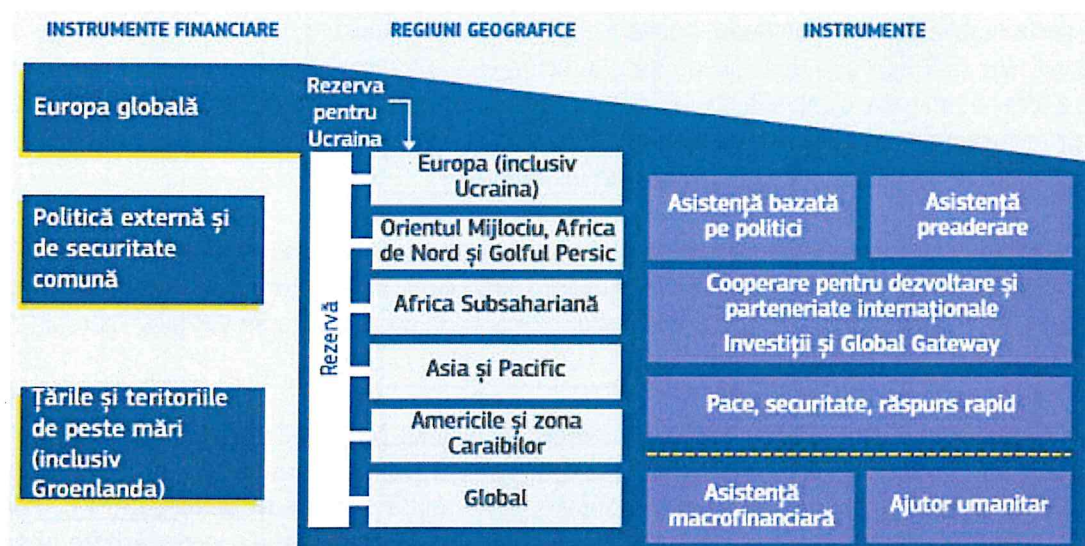 INSTRUMENTE FINANCIARE
REGIUNI GEOGRAFICE
INSTRUMENTE
Europa globală
Politică externă și
de securitate
comună
Țările și teritoriile
de peste mări
(inclusiv
Groenlanda)
Rezerva
pentru
Ucraina
Rezervă
Europa (inclusiv
Ucraina)
Orientul Mijlociu, Africa
de Nord și Golful Persic
Africa Subsahariană
Asia și Pacific
Americile și zona
Caraibilor
Global
Asistență bazată
pe politici
Asistență
preaderare
Cooperare pentru dezvoltare și
parteneriate internaționale
Investiții și Global Gateway
Pace, securitate, răspuns rapid
Asistență
macrofinanciară
Ajutor umanitar